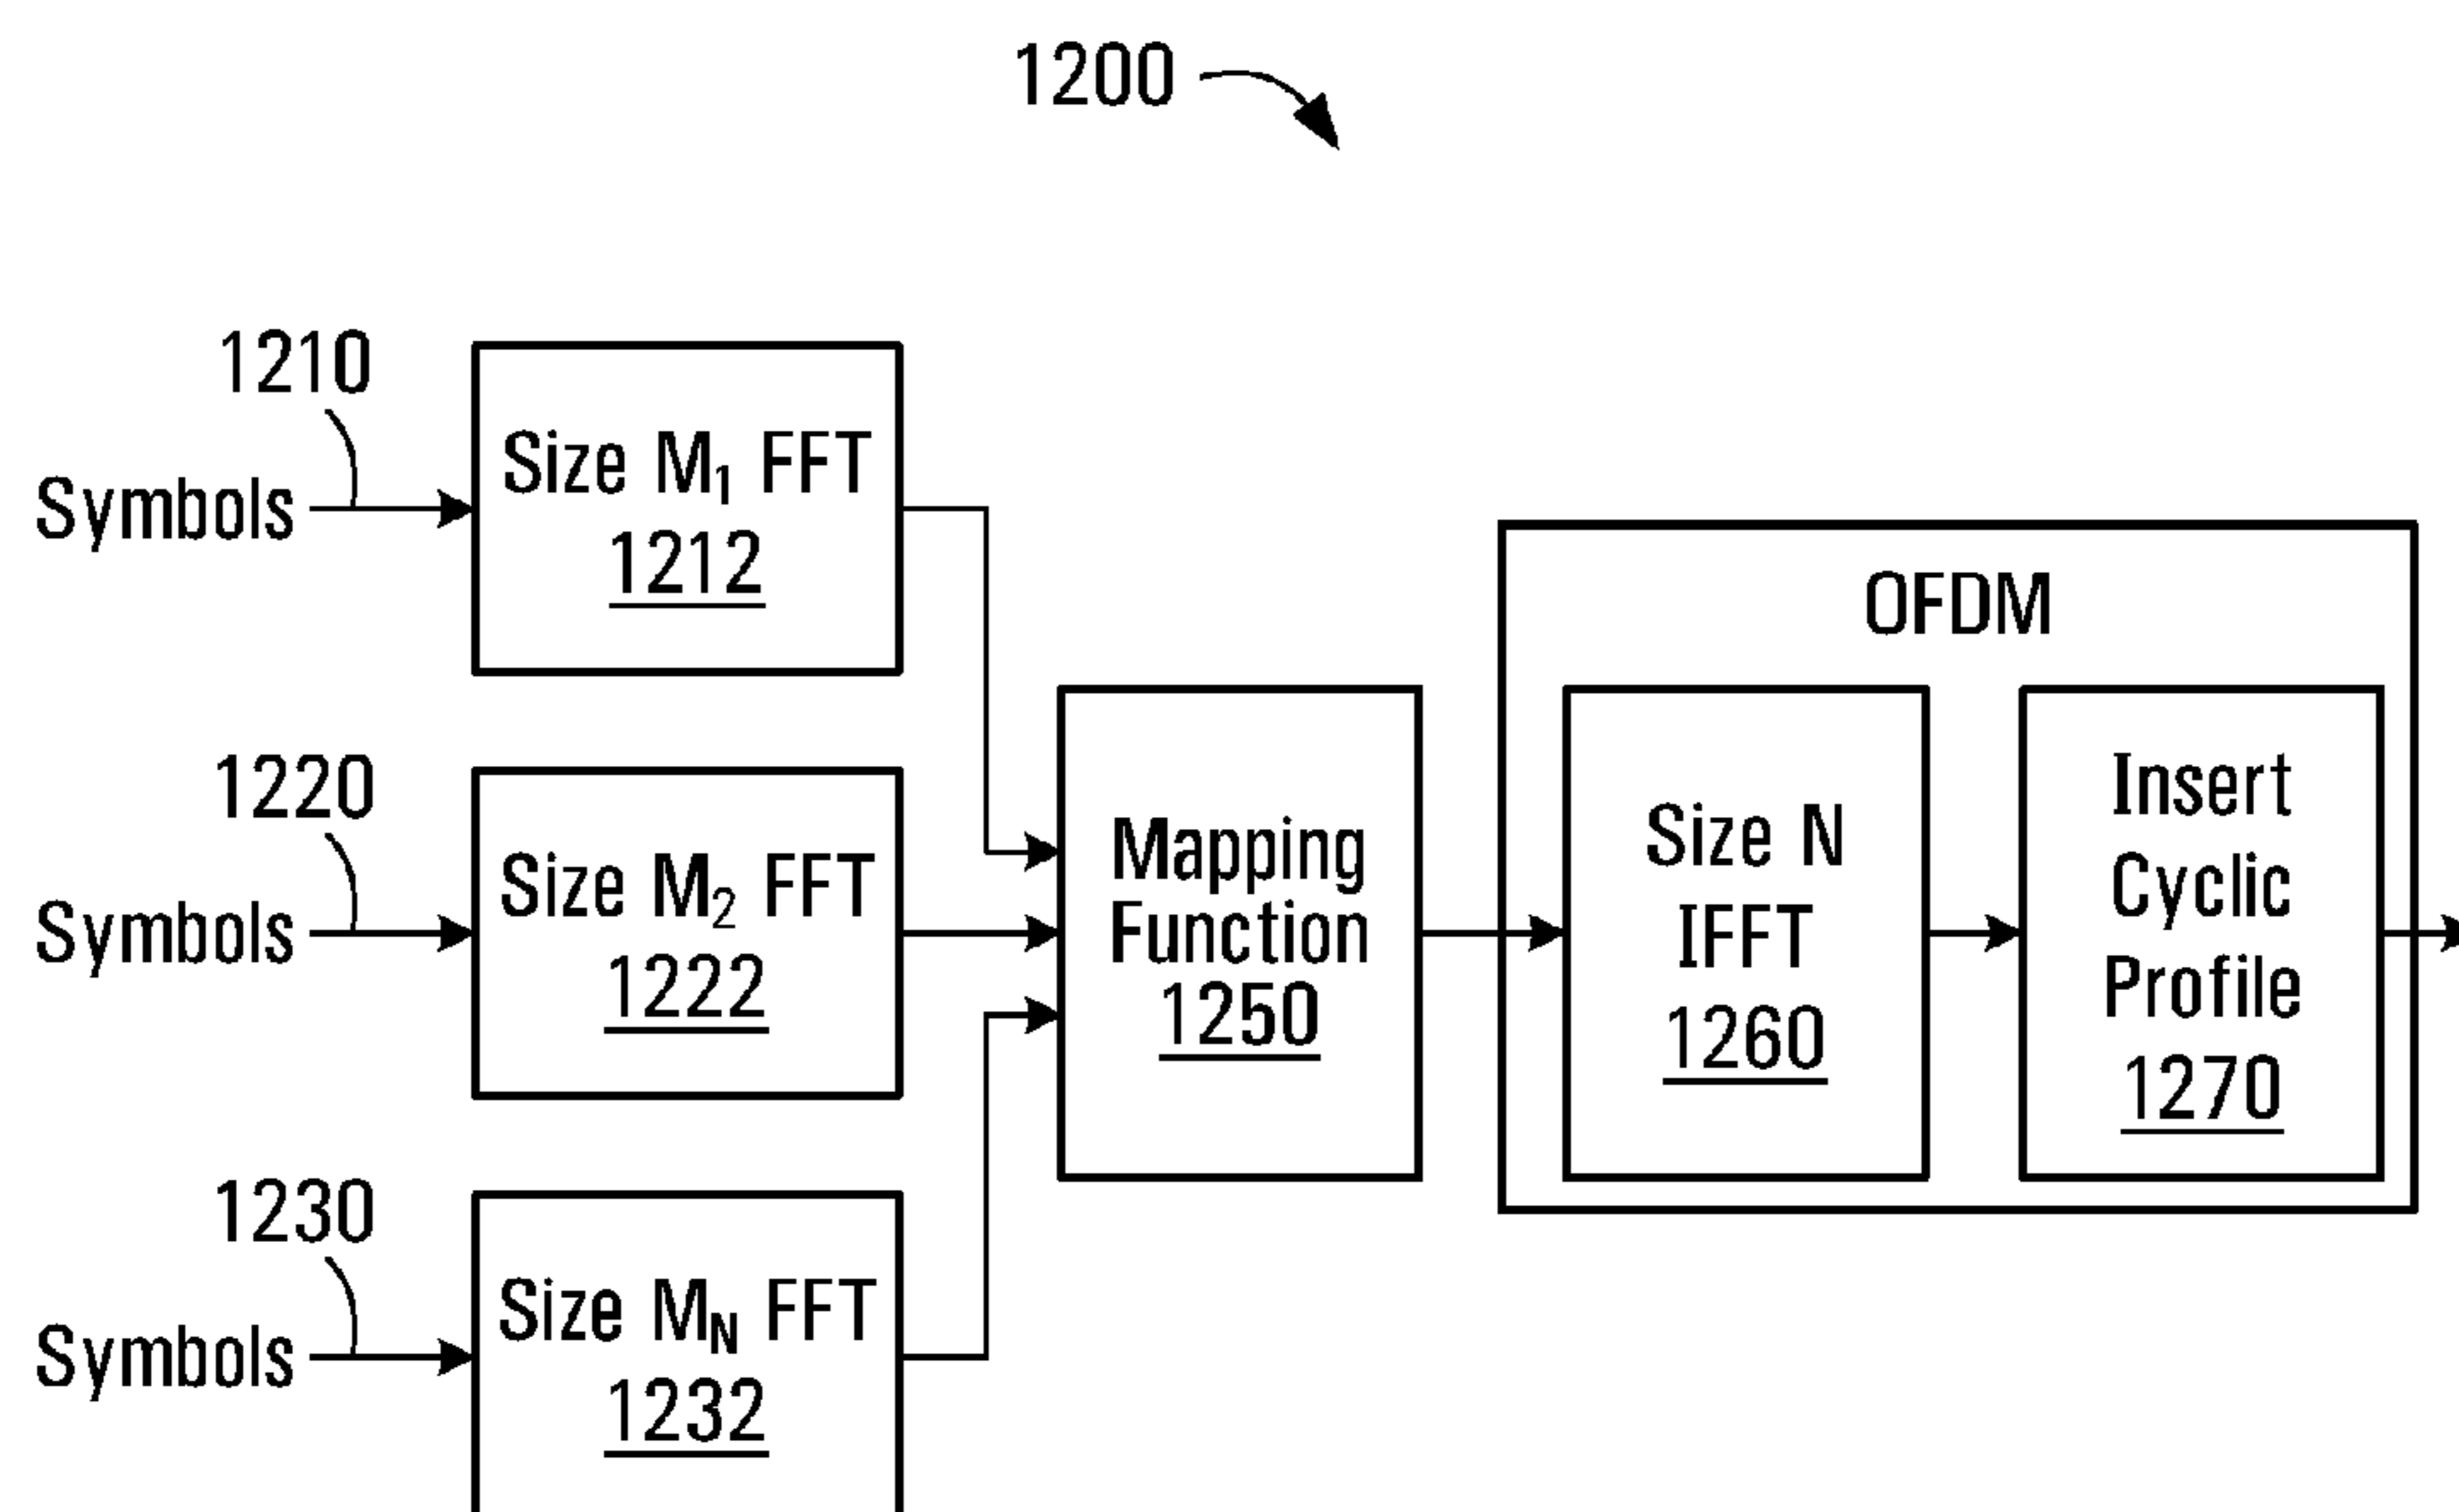 1200
1210
Symbols
Size M₁ FFT
1212
1220
Symbols
Size M₂ FFT
1222
1230
Symbols
Size Mₙ FFT
1232
Mapping
Function
1250
OFDM
Size N
IFFT
1260
Insert
Cyclic
Profile
1270